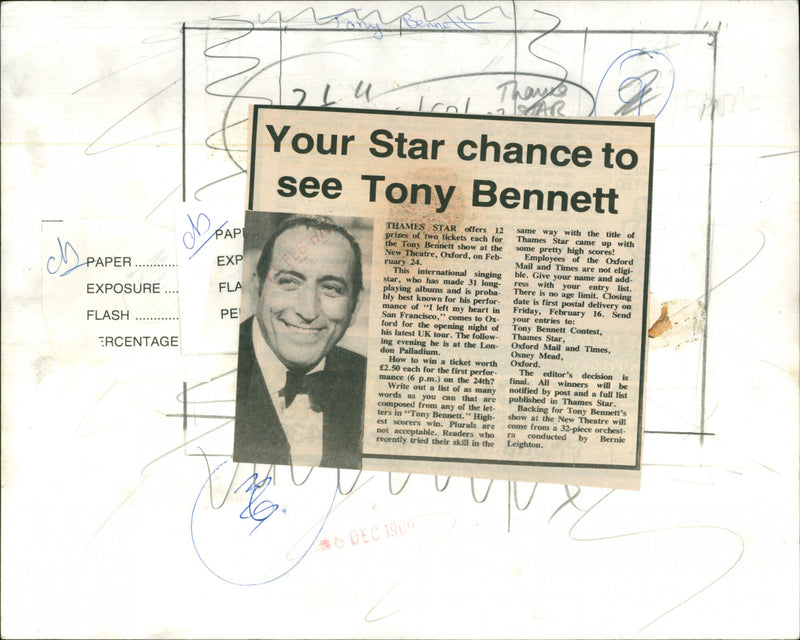 Tony Bennett
Thames
STAR
Your Star chance to
see Tony Bennett
THAMES STAR offers 12
prizes of two tickets each for
the Tony Bennett show at the
New Theatre, Oxford, on Feb-
ruary 24.
This international singing
star, who has made 31 long-
playing albums and is proba-
bly best known for his perfor-
mance of "I left my heart in
San Francisco," comes to Ox-
ford for the opening night of
his latest UK tour. The follow-
ing evening he is at the Lon-
don Palladium.
How to win a ticket worth
£2.50 each for the first perfor-
mance (6 p.m.) on the 24th?
Write out a list of as many
words as you can that are
composed from any of the let-
ters in "Tony Bennett." High-
est scorers win. Plurals are
not acceptable. Readers who
recently tried their skill in the
same way with the title of
Thames Star came up with
some pretty high scores!
Employees of the Oxford
Mail and Times are not eligi-
ble. Give your name and add-
ress with your entry list.
There is no age limit. Closing
date is first postal delivery on
Friday, February 16. Send
your entries to:
Tony Bennett Contest,
Thames Star,
Oxford Mail and Times,
Osney Mead,
Oxford.
The editor's decision is
final. All winners will be
notified by post and a full list
published in Thames Star.
Backing for Tony Bennett's
show at the New Theatre will
come from a 32-piece orchest-
ra conducted by Bernie
Leighton.
PAPER ............
EXPOSURE ......
FLASH ............
ERCENTAGE
PAP
EXP
FLA
PE
DEC 1969